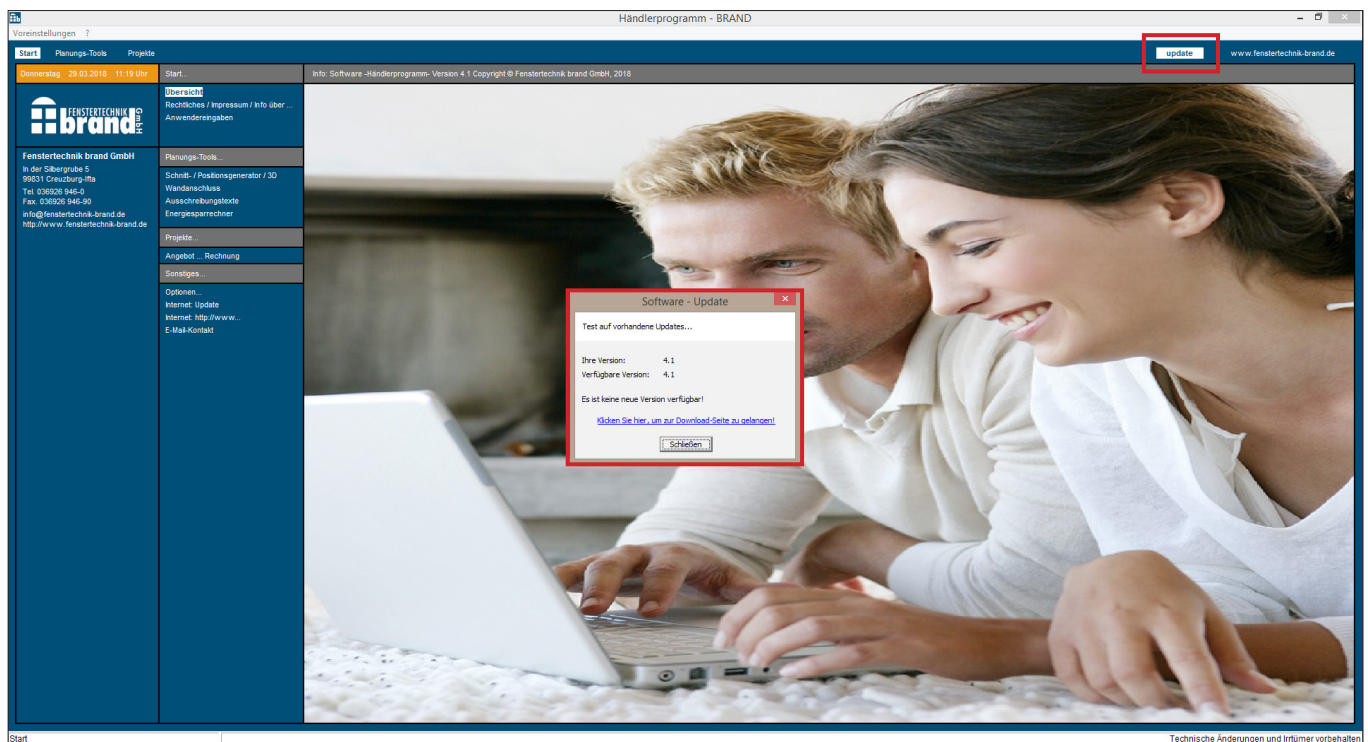 Händlerprogramm - BRAND
Voreinstellungen ?
Start Planungs-Tools Projekte update www.fenstertechnik-brand.de
Donnerstag 29.03.2018 11:19 Uhr
Start...
Info: Software -Händlerprogramm- Version 4.1 Copyright © Fenstertechnik brand GmbH, 2018
FENSTERTECHNIK
brand
GmbH
Fenstertechnik brand GmbH
In der Silbergrube 5
99831 Creuzburg-Ifta
Tel. 036926 946-0
Fax. 036926 946-90
info@fenstertechnik-brand.de
http://www.fenstertechnik-brand.de
Übersicht
Rechtliches / Impressum / Info über ...
Anwendereingaben
Planungs-Tools...
Schnitt- / Positionsgenerator / 3D
Wandanschluss
Ausschreibungstexte
Energiesparrechner
Projekte...
Angebot ... Rechnung
Sonstiges...
Optionen...
Internet: Update
Internet: http://www...
E-Mail-Kontakt
Software - Update
Test auf vorhandene Updates...
Ihre Version: 4.1
Verfügbare Version: 4.1
Es ist keine neue Version verfügbar!
Klicken Sie hier, um zur Download-Seite zu gelangen!
Schließen
Start
Technische Änderungen und Irrtümer vorbehalten